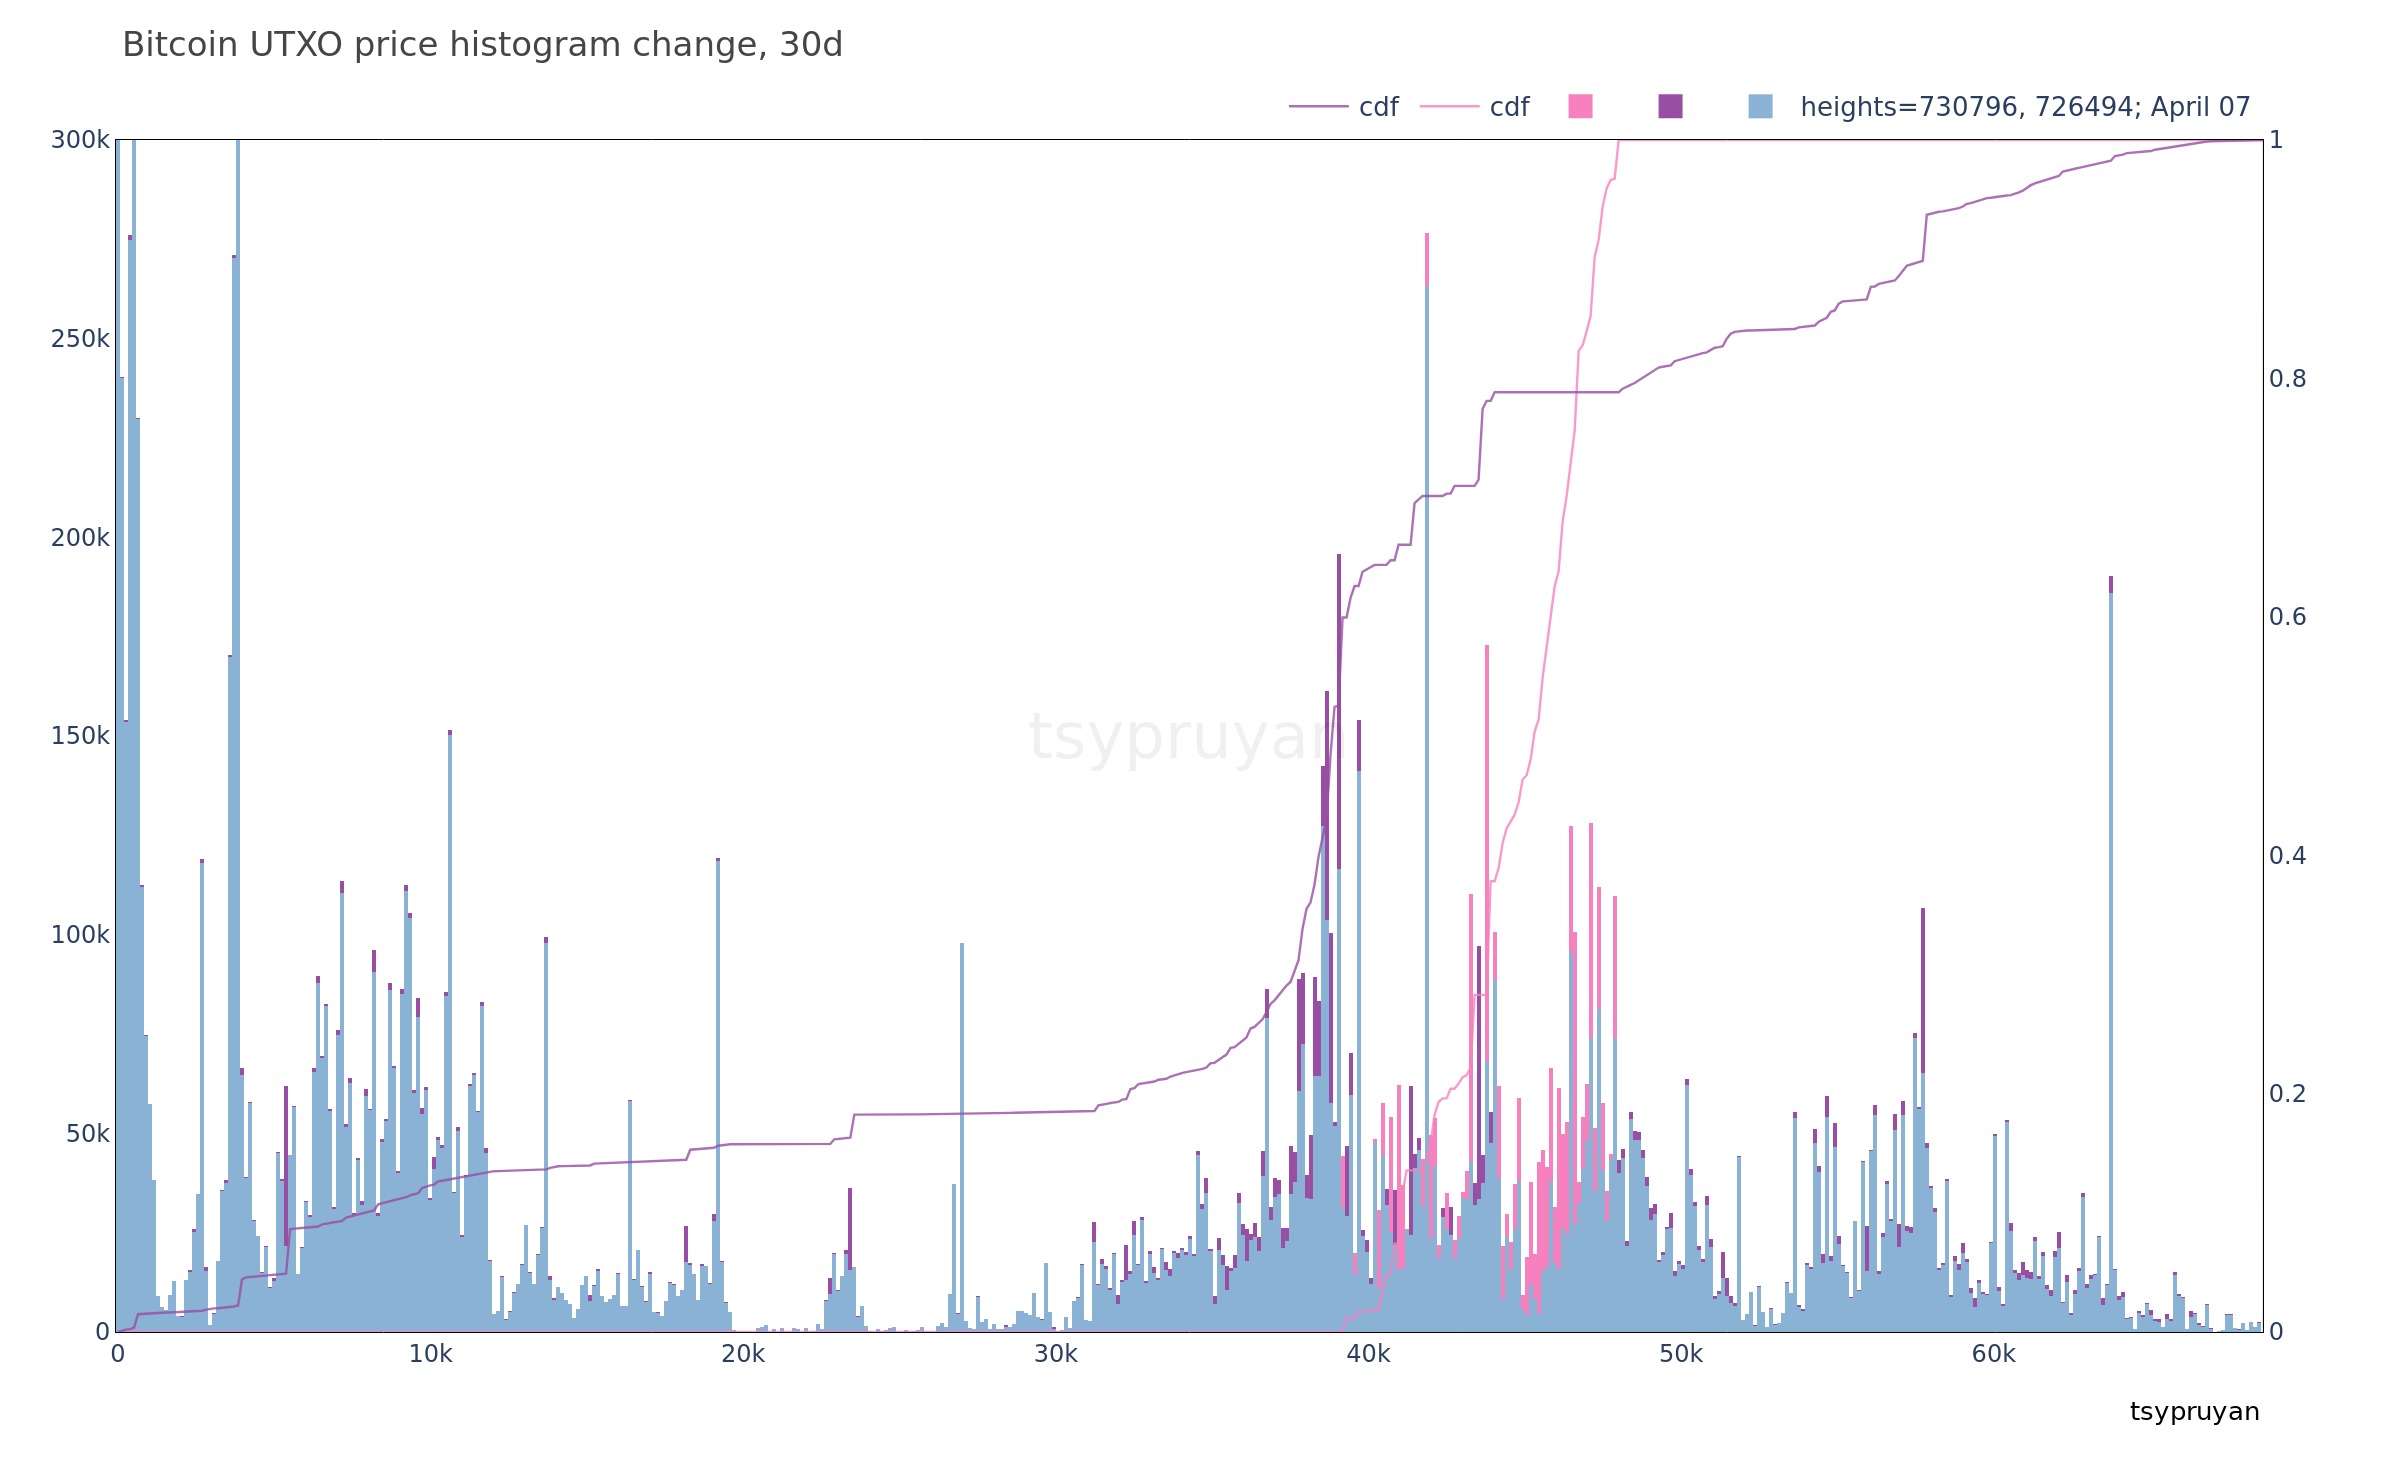 Bitcoin UTXO price histogram change, 30d
cdf cdf heights=730796, 726494; April 07
300k
250k
200k
150k
100k
50k
0
1
0.8
0.6
0.4
0.2
0
tsypruyan
0 10k 20k 30k 40k 50k 60k
tsypruyan